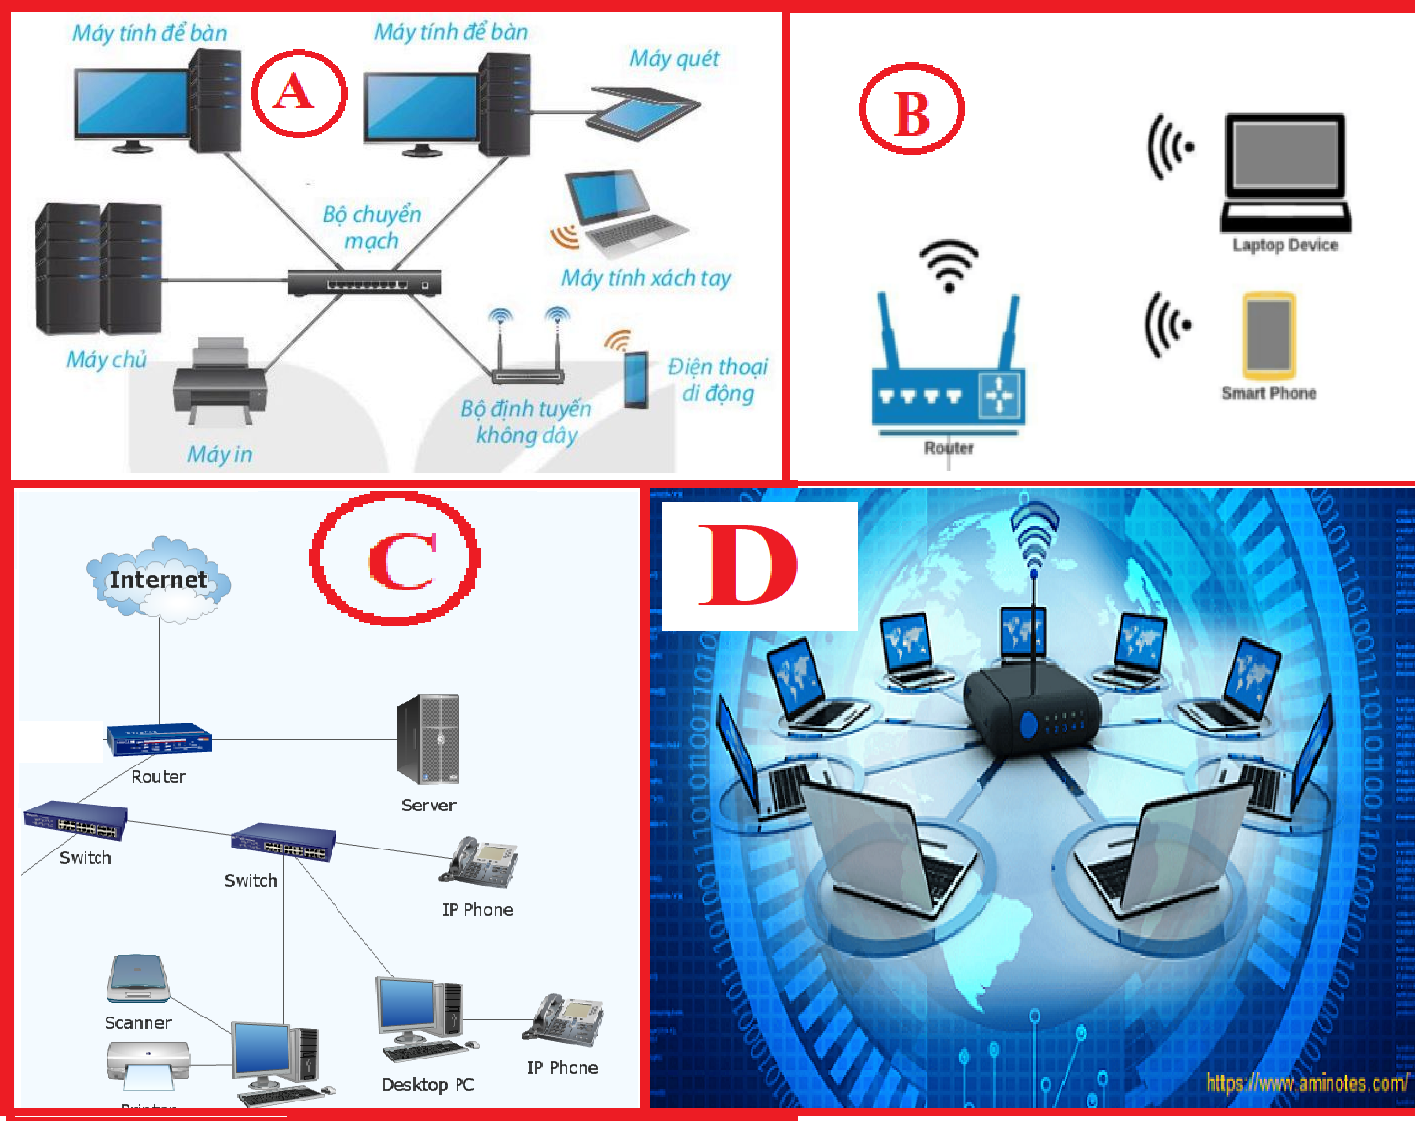 Máy tính để bàn
Máy tính để bàn
Máy quét
A
Bộ chuyển
mạch
Máy tính xách tay
Máy chủ
Điện thoại
di động
Bộ định tuyến
không dây
Máy in
B
Laptop Device
Smart Phone
Router
C
Internet
Router
Server
Switch
Switch
IP Phone
Scanner
IP Phone
Desktop PC
Printer
D
https://www.aminotes.com/